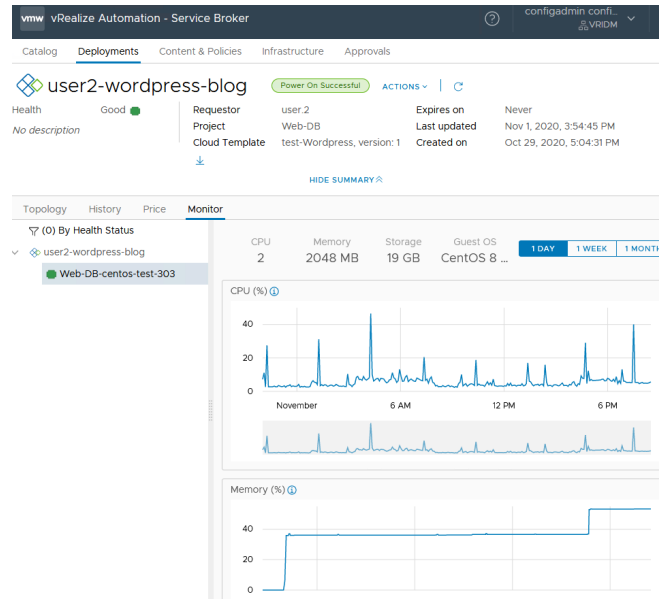 vmw vRealize Automation - Service Broker
configadmin confi...
VRIDM
Catalog Deployments Content & Policies Infrastructure Approvals
user2-wordpress-blog Power On Successful ACTIONS
Health Good
No description
Requestor user.2
Project Web-DB
Cloud Template test-Wordpress, version: 1
Expires on Never
Last updated Nov 1, 2020, 3:54:45 PM
Created on Oct 29, 2020, 5:04:31 PM
HIDE SUMMARY
Topology History Price Monitor
(0) By Health Status
user2-wordpress-blog
Web-DB-centos-test-303
CPU Memory Storage Guest OS
2 2048 MB 19 GB CentOS 8 ...
1 DAY 1 WEEK 1 MONTH
CPU (%)
40
20
0
November 6 AM 12 PM 6 PM
Memory (%)
40
20
0